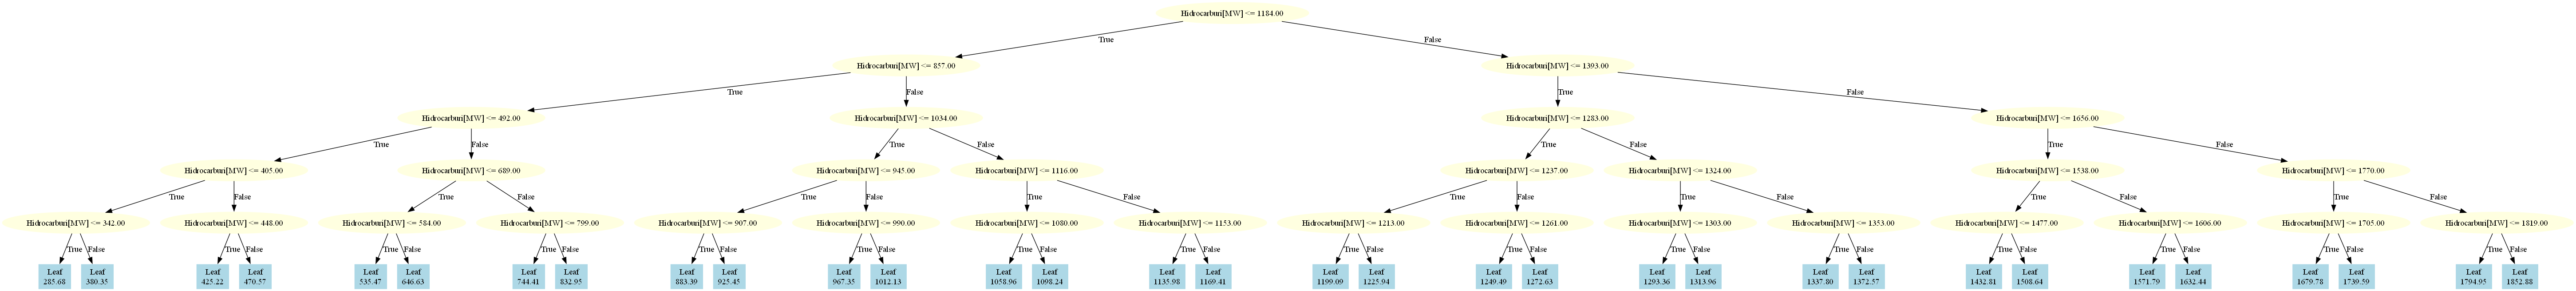 Hidrocarburi[MW] <= 1184.00
True
False
Hidrocarburi[MW] <= 857.00
Hidrocarburi[MW] <= 1393.00
True
False
True
False
Hidrocarburi[MW] <= 492.00
Hidrocarburi[MW] <= 1034.00
Hidrocarburi[MW] <= 1283.00
Hidrocarburi[MW] <= 1656.00
True
False
True
False
True
False
True
False
Hidrocarburi[MW] <= 405.00
Hidrocarburi[MW] <= 689.00
Hidrocarburi[MW] <= 945.00
Hidrocarburi[MW] <= 1116.00
Hidrocarburi[MW] <= 1237.00
Hidrocarburi[MW] <= 1324.00
Hidrocarburi[MW] <= 1538.00
Hidrocarburi[MW] <= 1770.00
True
False
True
False
True
False
True
False
True
False
True
False
True
False
True
False
Hidrocarburi[MW] <= 342.00
Hidrocarburi[MW] <= 448.00
Hidrocarburi[MW] <= 584.00
Hidrocarburi[MW] <= 799.00
Hidrocarburi[MW] <= 907.00
Hidrocarburi[MW] <= 990.00
Hidrocarburi[MW] <= 1080.00
Hidrocarburi[MW] <= 1153.00
Hidrocarburi[MW] <= 1213.00
Hidrocarburi[MW] <= 1261.00
Hidrocarburi[MW] <= 1303.00
Hidrocarburi[MW] <= 1353.00
Hidrocarburi[MW] <= 1477.00
Hidrocarburi[MW] <= 1606.00
Hidrocarburi[MW] <= 1705.00
Hidrocarburi[MW] <= 1819.00
True
False
True
False
True
False
True
False
True
False
True
False
True
False
True
False
True
False
True
False
True
False
True
False
True
False
True
False
True
False
True
False
Leaf
285.68
Leaf
380.35
Leaf
425.22
Leaf
470.57
Leaf
535.47
Leaf
646.63
Leaf
744.41
Leaf
832.95
Leaf
883.39
Leaf
925.45
Leaf
967.35
Leaf
1012.13
Leaf
1058.96
Leaf
1098.24
Leaf
1135.98
Leaf
1169.41
Leaf
1199.09
Leaf
1225.94
Leaf
1249.49
Leaf
1272.63
Leaf
1293.36
Leaf
1313.96
Leaf
1337.80
Leaf
1372.57
Leaf
1432.81
Leaf
1508.64
Leaf
1571.79
Leaf
1632.44
Leaf
1679.78
Leaf
1739.59
Leaf
1794.95
Leaf
1852.88